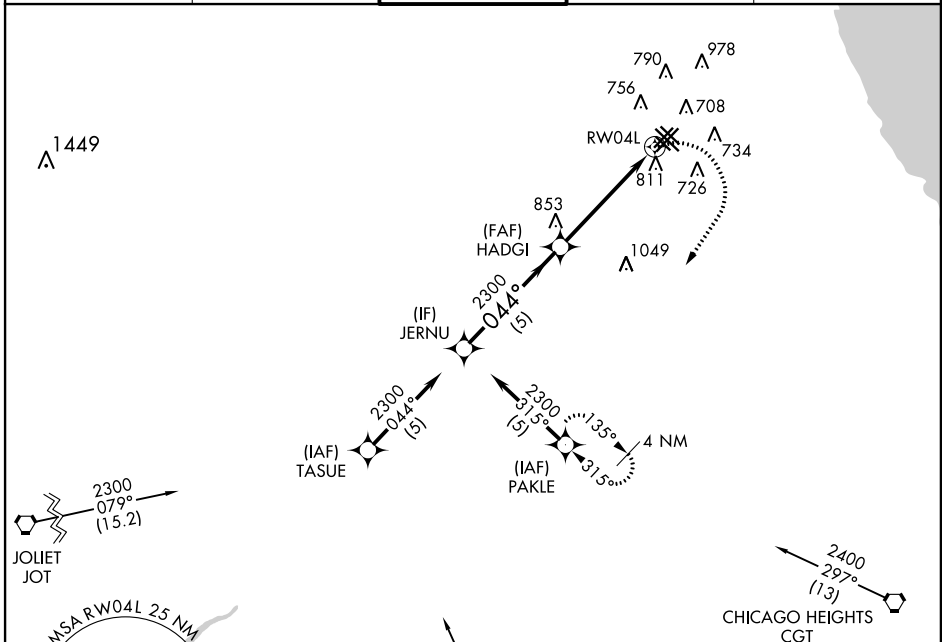 978
790
756
708
RW04L
734
811
726
1449
853
(FAF)
HADGI
1049
2300
044°
(5)
(IF)
JERNU
2300
044°
(5)
2300
315°
(5)
135°
4 NM
315°
(IAF)
TASUE
(IAF)
PAKLE
2300
079°
(15.2)
JOLIET
JOT
2400
297°
(13)
CHICAGO HEIGHTS
CGT
MSA RW04L 25 NM